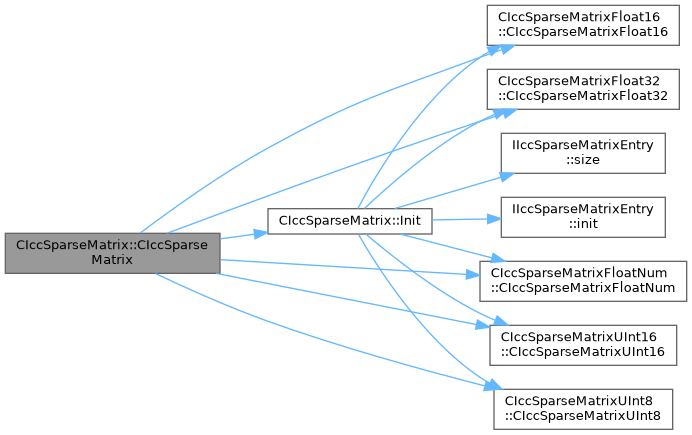 CIccSparseMatrix::CIccSparse
Matrix
CIccSparseMatrix::Init
CIccSparseMatrixFloat16
::CIccSparseMatrixFloat16
CIccSparseMatrixFloat32
::CIccSparseMatrixFloat32
IIccSparseMatrixEntry
::size
IIccSparseMatrixEntry
::init
CIccSparseMatrixFloatNum
::CIccSparseMatrixFloatNum
CIccSparseMatrixUInt16
::CIccSparseMatrixUInt16
CIccSparseMatrixUInt8
::CIccSparseMatrixUInt8